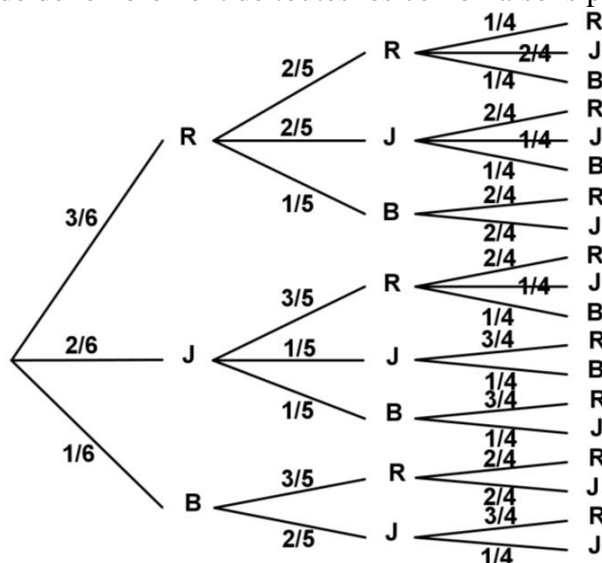 1/4 R
2/4 J
R
2/5
1/4 B
2/4 R
R 2/5 J 1/4 J
1/4 B
3/6
1/5
2/4 R
B
2/4 J
2/4 R
R 1/4 J
3/5
1/4 B
3/4 R
2/6 J 1/5 J
1/4 B
3/4 R
1/5 B
1/4 J
1/6
2/4 R
3/5 R
2/4 J
B
3/4 R
2/5 J
1/4 J